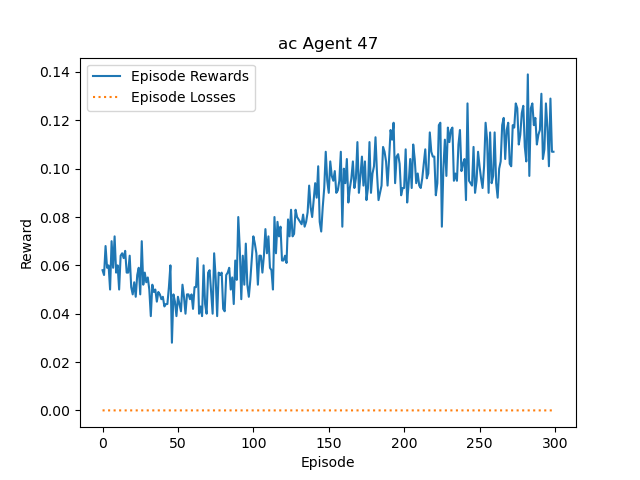 ac Agent 47
Episode Rewards
Episode Losses
0.14
0.12
0.10
0.08
0.06
0.04
0.02
0.00
Reward
0 50 100 150 200 250 300
Episode